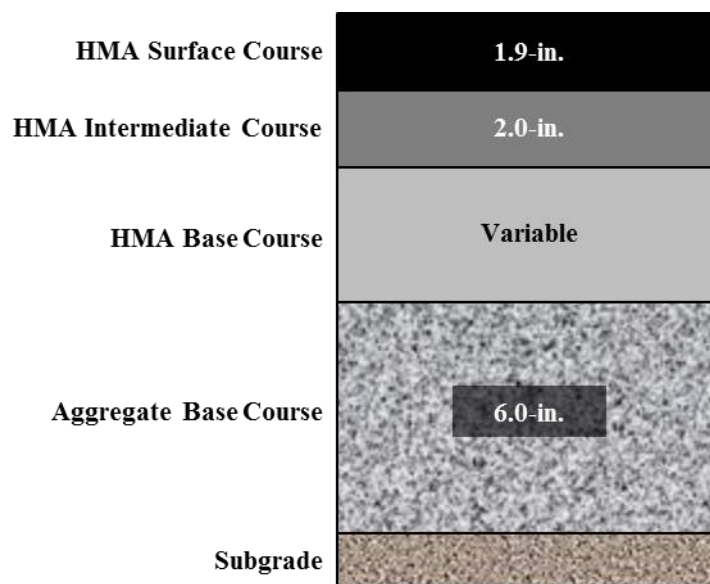 HMA Surface Course 1.9-in.
HMA Intermediate Course 2.0-in.
HMA Base Course Variable
Aggregate Base Course 6.0-in.
Subgrade